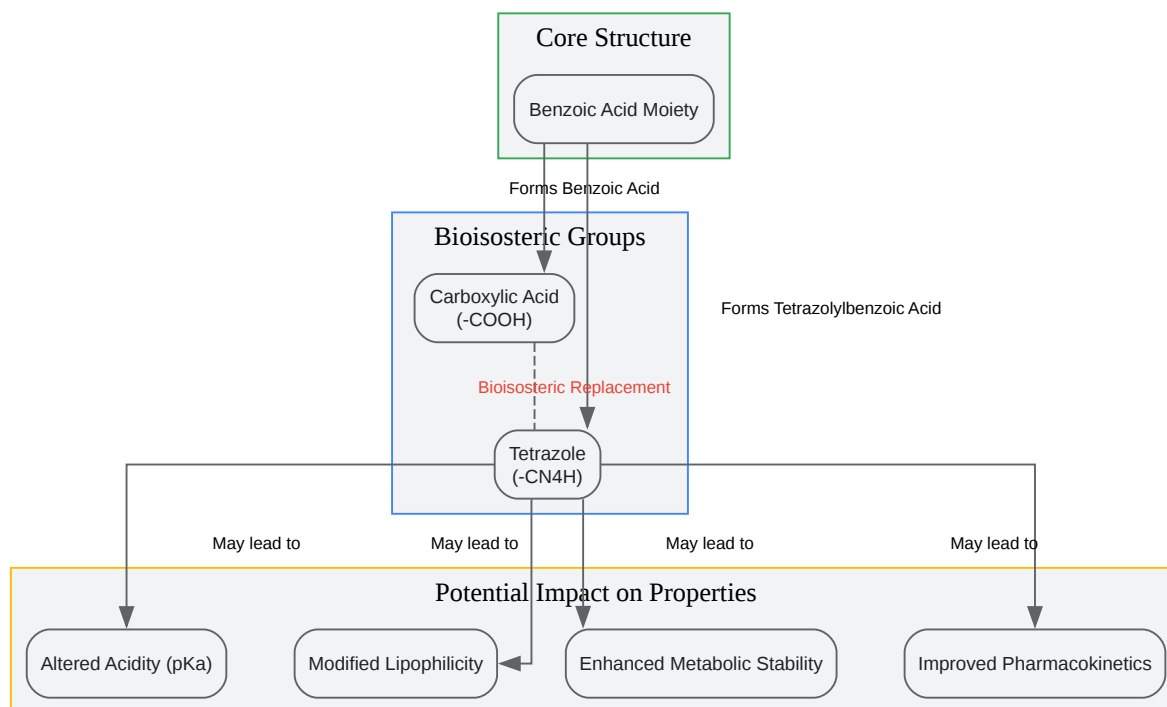 Core Structure
Benzoic Acid Moiety
Forms Benzoic Acid
Bioisosteric Groups
Carboxylic Acid
(-COOH)
Forms Tetrazolylbenzoic Acid
Bioisosteric Replacement
Tetrazole
(-CN4H)
May lead to
May lead to
May lead to
May lead to
Potential Impact on Properties
Altered Acidity (pKa)
Modified Lipophilicity
Enhanced Metabolic Stability
Improved Pharmacokinetics